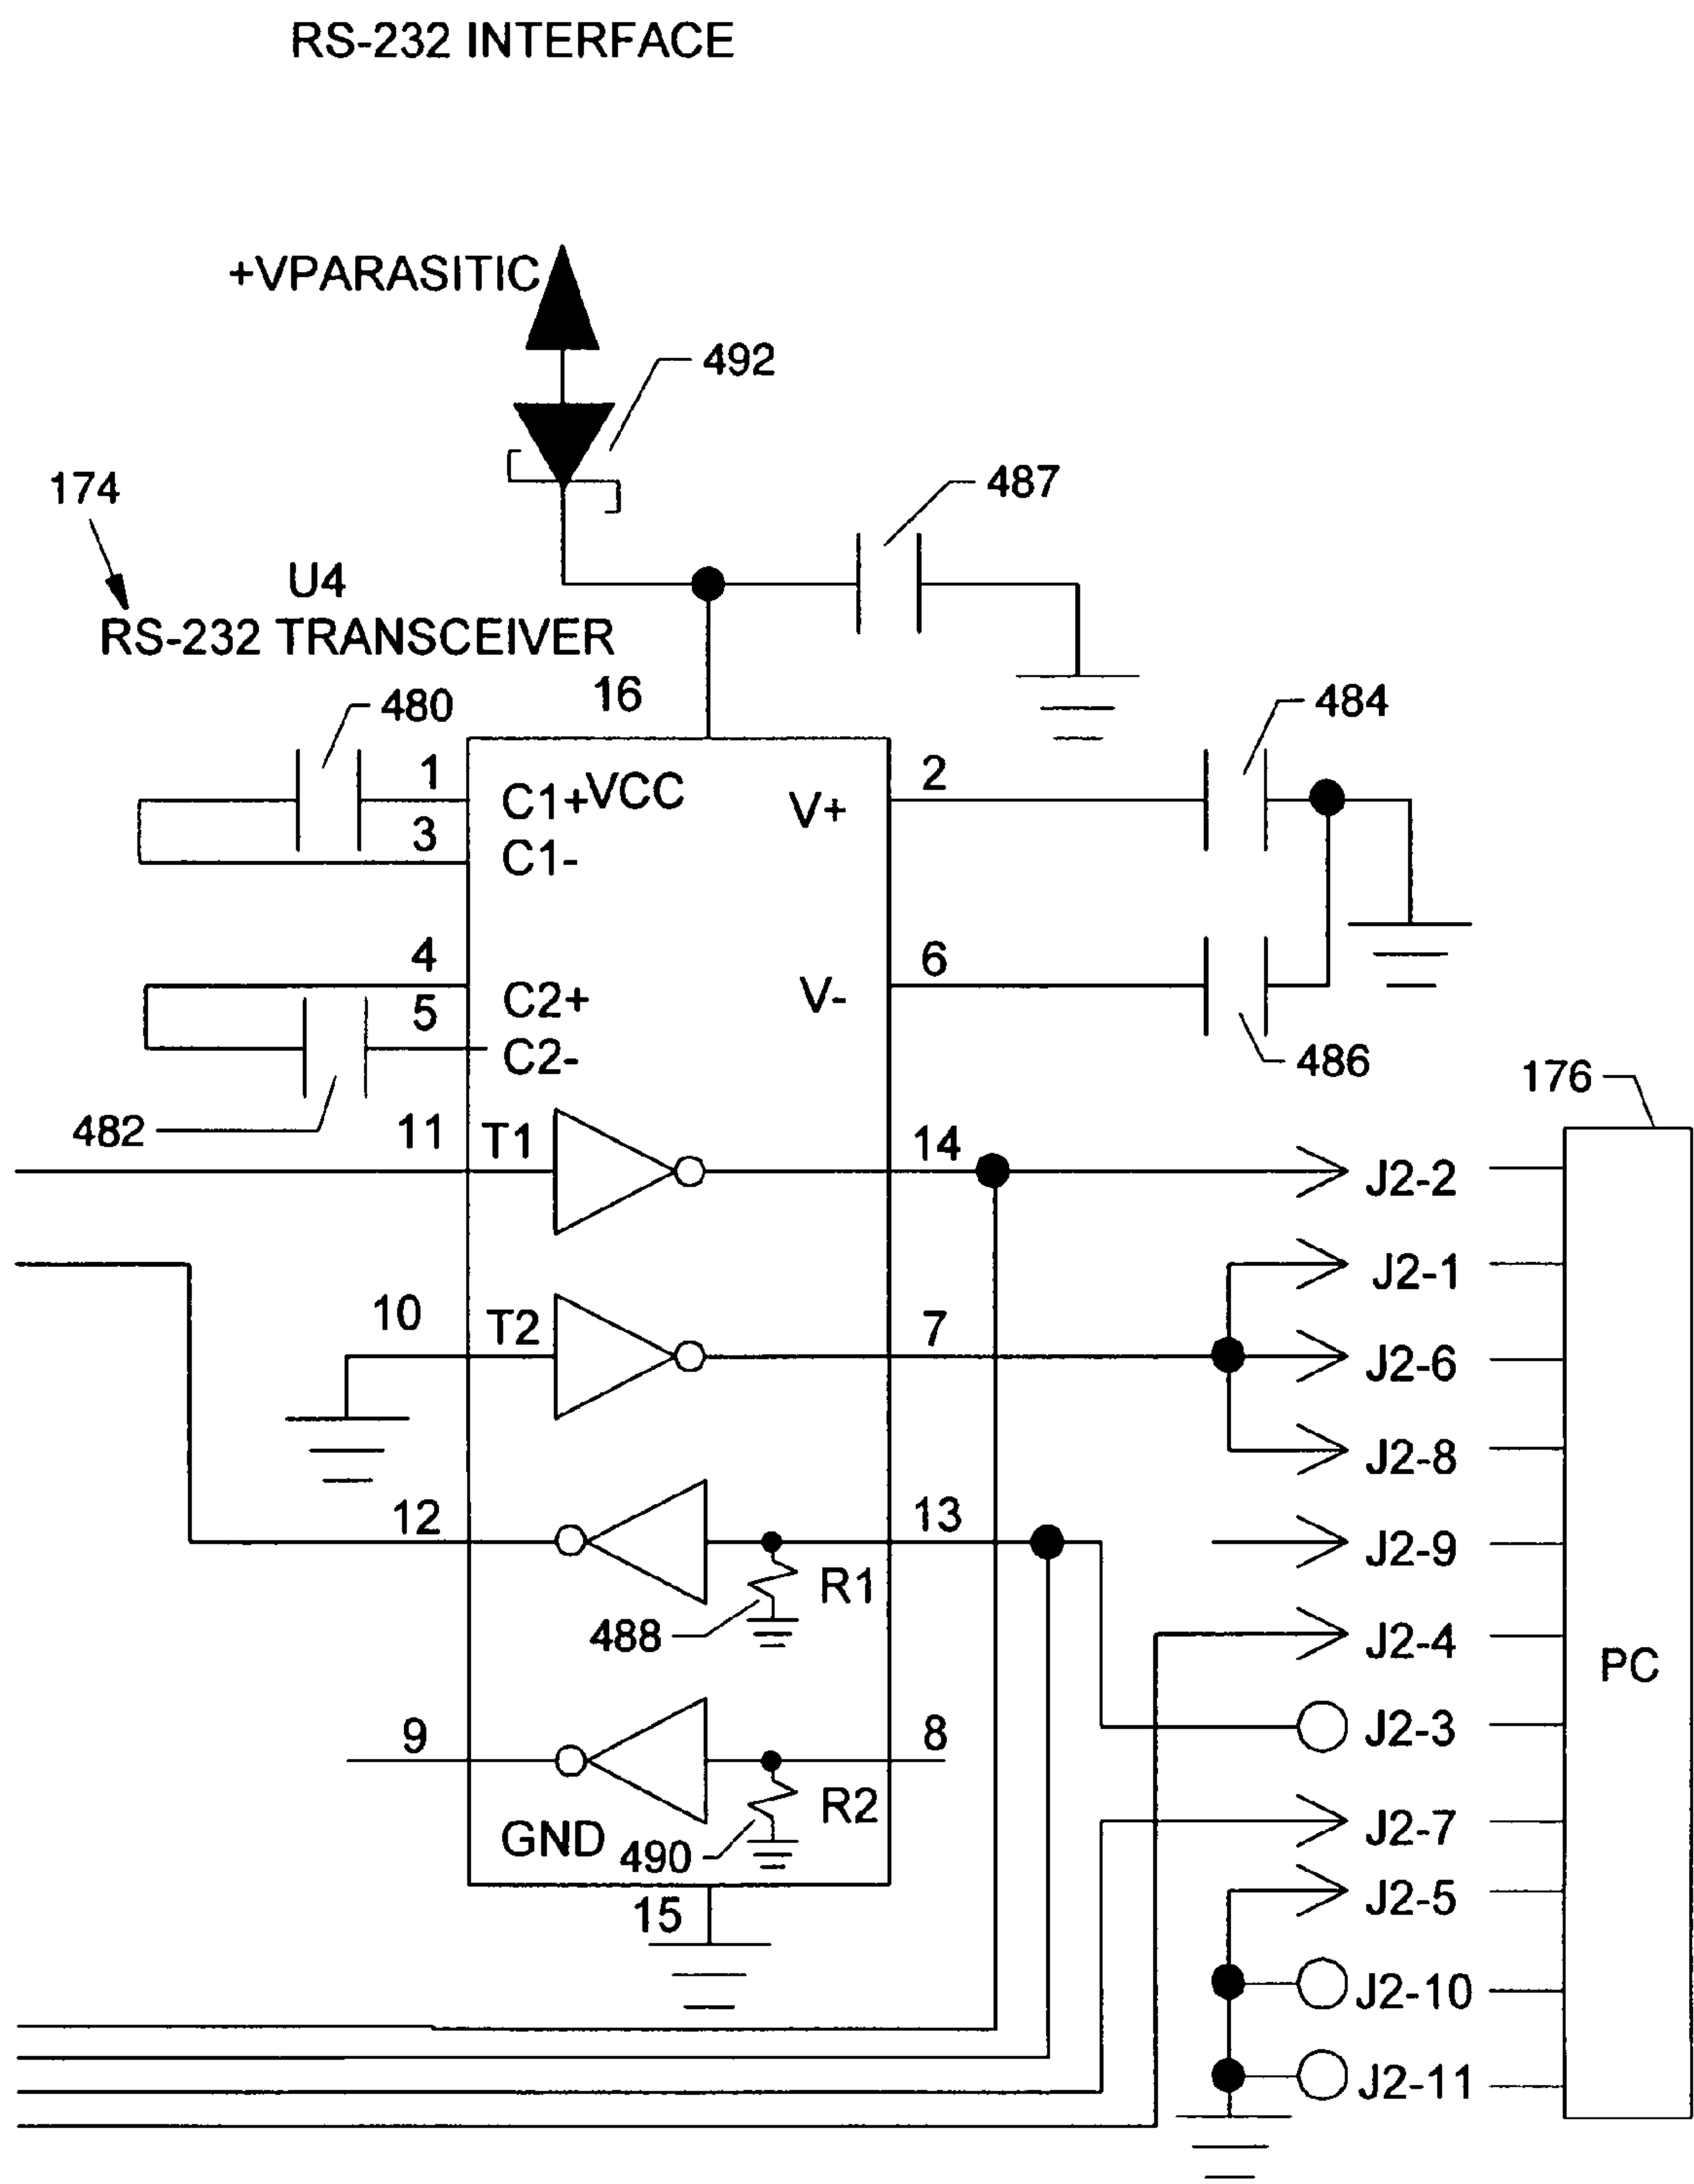 RS-232 INTERFACE
+VPARASITIC
492
174
487
U4
RS-232 TRANSCEIVER
16
480
484
1
C1+
VCC
V+
2
3
C1-
4
C2+
V-
6
5
C2-
486
482
176
11
T1
14
J2-2
J2-1
10
T2
7
J2-6
J2-8
12
13
J2-9
R1
488
J2-4
PC
9
8
J2-3
R2
GND
490
J2-7
15
J2-5
J2-10
J2-11